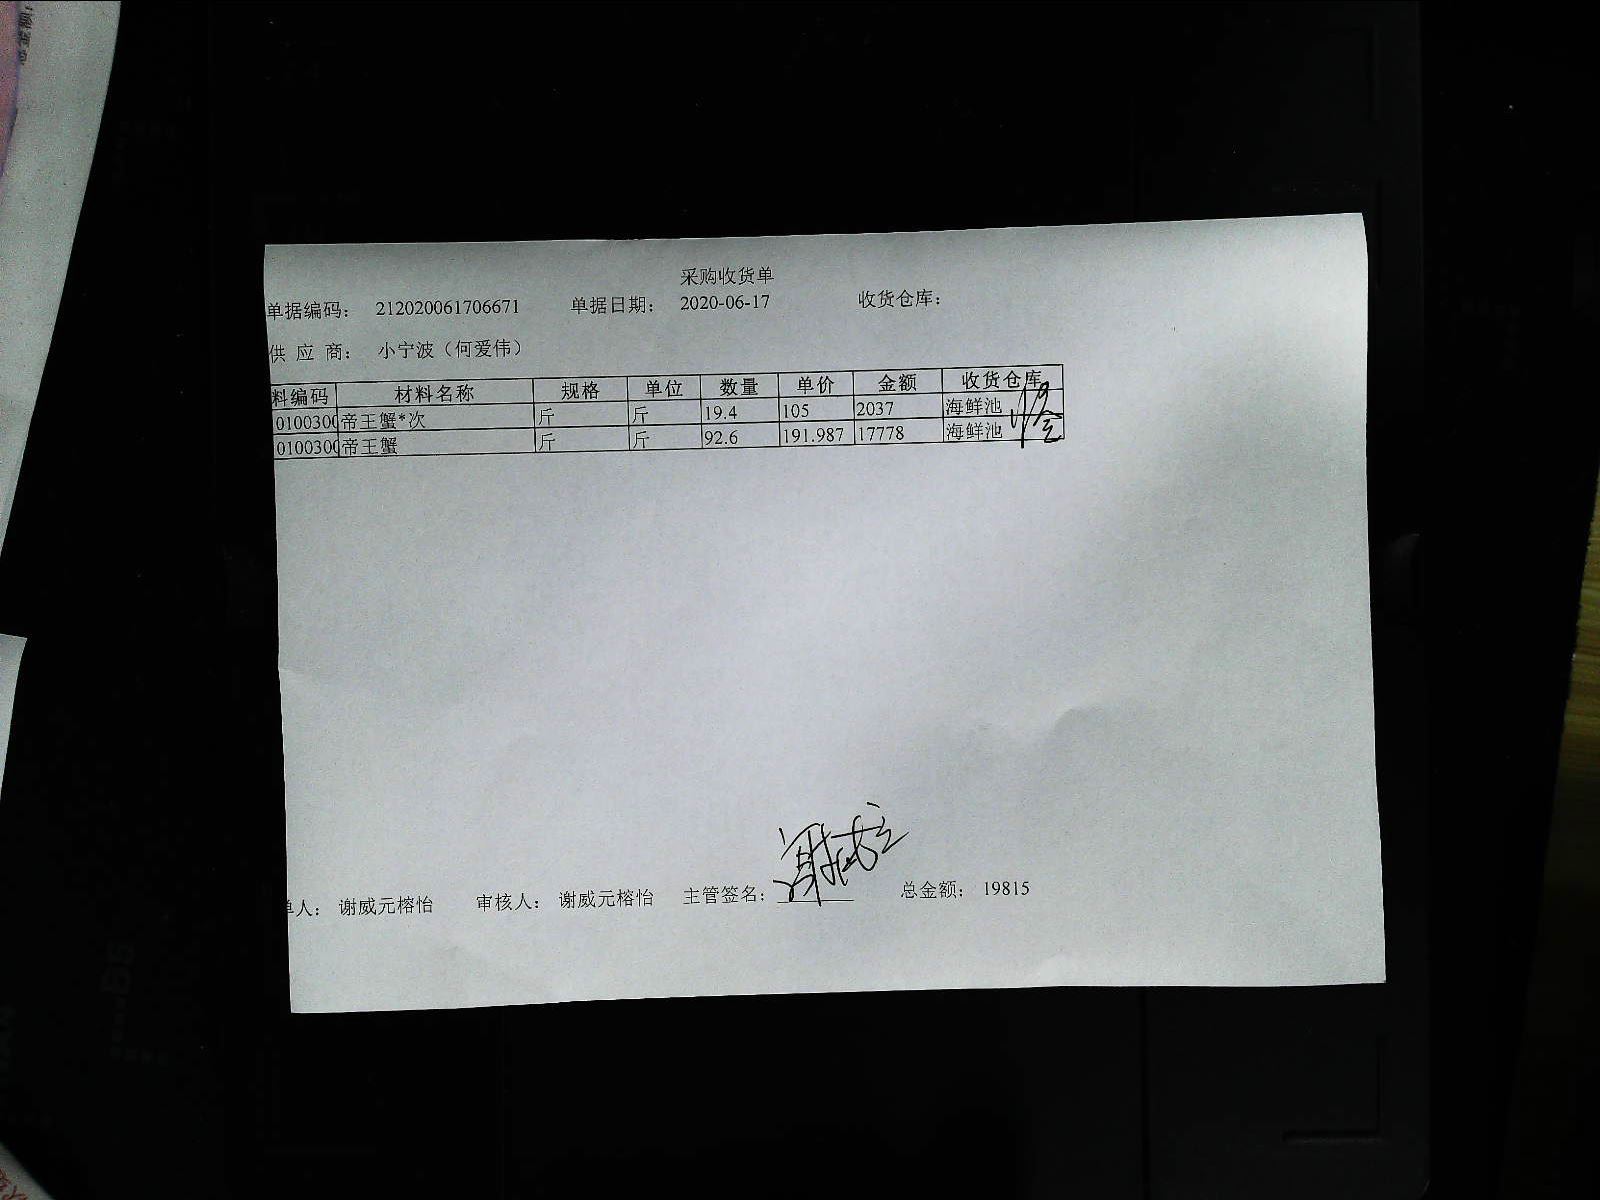 采购收货单
单据编码： 212020061706671 单据日期： 2020-06-17 收货仓库：
供 应 商： 小宁波（何爱伟）
料编码 材料名称 规格 单位 数量 单价 金额 收货仓库
0100300 帝王蟹*次 斤 斤 19.4 105 2037 海鲜池
0100300 帝王蟹 斤 斤 92.6 191.987 17778 海鲜池
单人： 谢威元榕怡 审核人： 谢威元榕怡 主管签名： 总金额： 19815